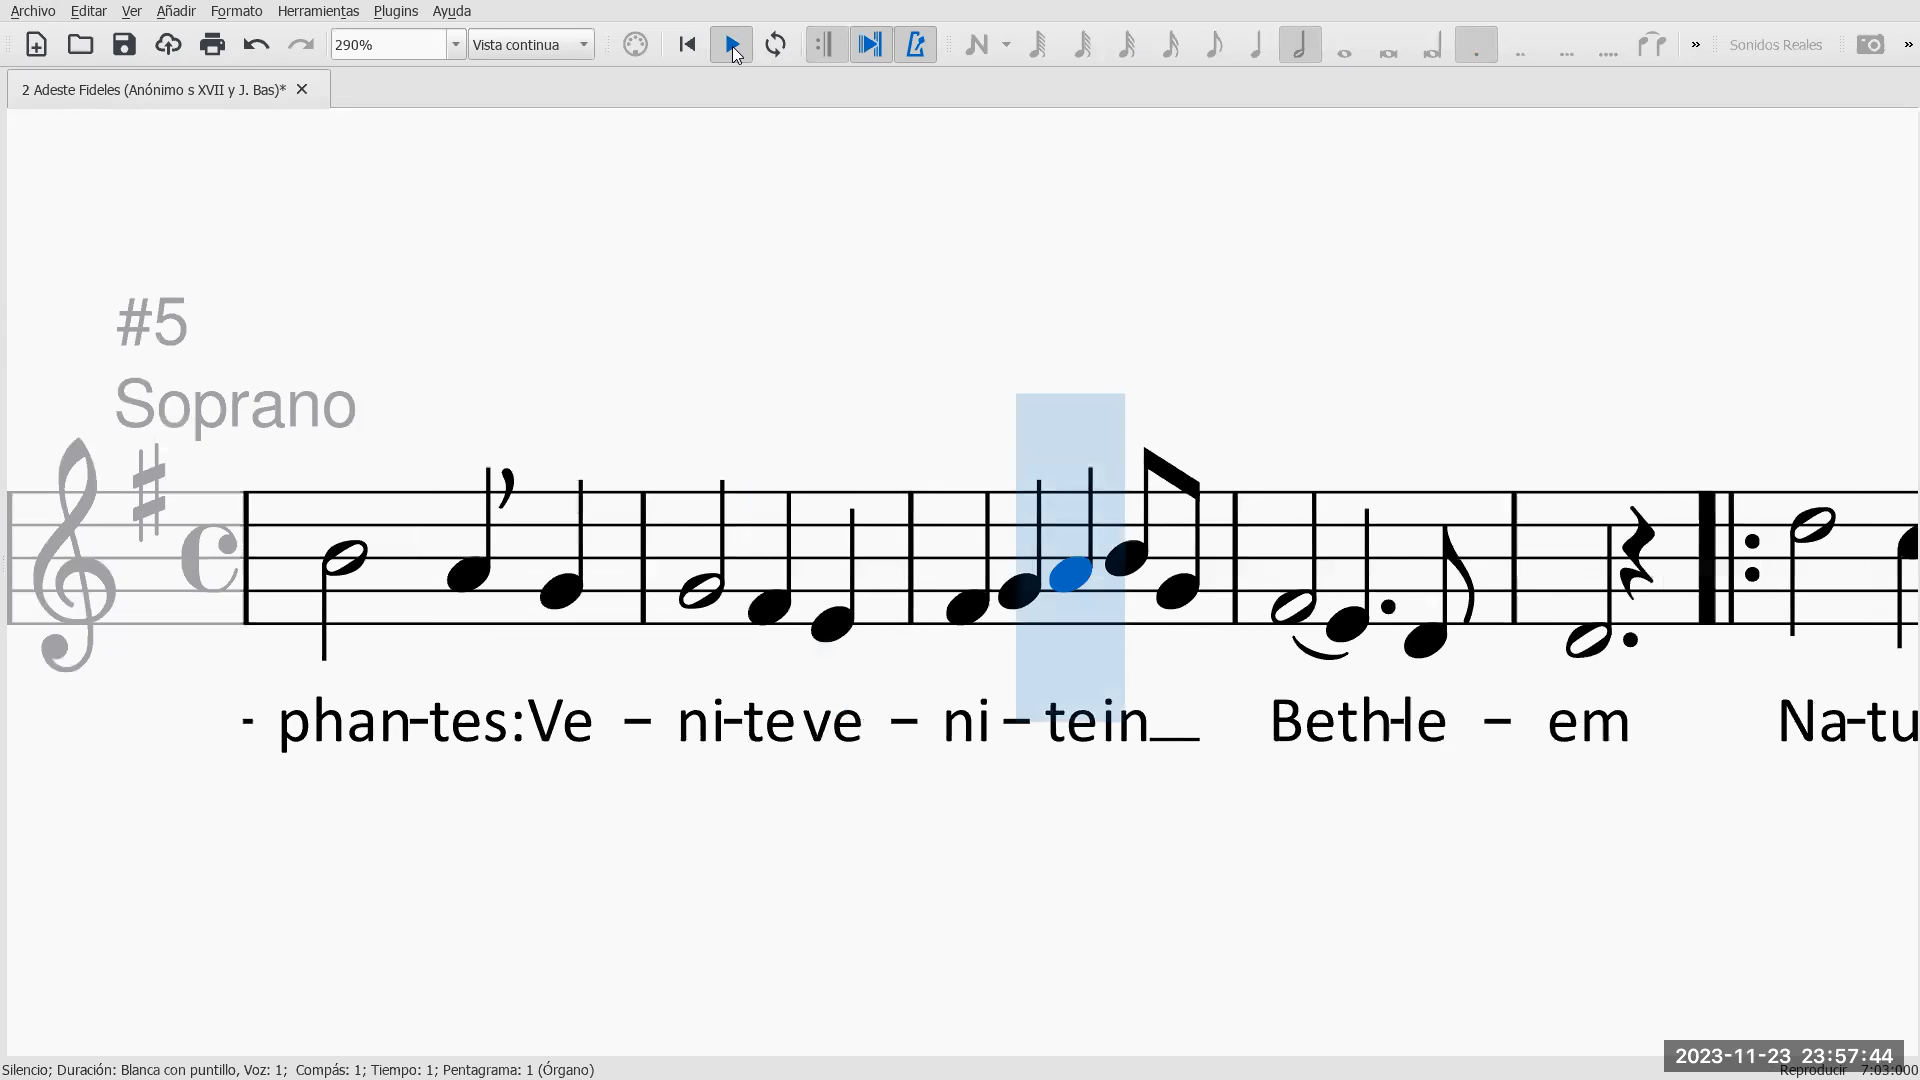 Archivo Editar Ver Añadir Formato Herramientas Plugins Ayuda
290% Vista continua » Sonidos Reales »
2 Adeste Fideles (Anónimo s XVII y J. Bas)*
#5
Soprano
- phan-tes: Ve - ni-te ve - ni - te in__ Beth-le - em Na-tu
2023-11-23 23:57:44
Silencio; Duración: Blanca con puntillo, Voz: 1; Compás: 1; Tiempo: 1; Pentagrama: 1 (Órgano) Reproducir 7:03:000